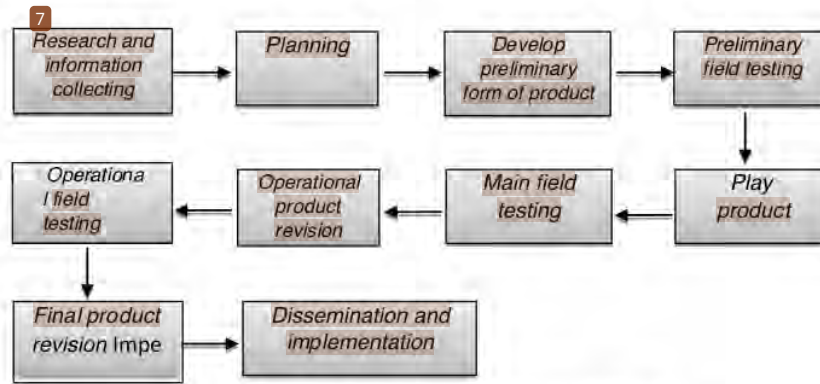 7
Research and
information
collecting
Planning
Develop
preliminary
form of product
Preliminary
field testing
Play
product
Main field
testing
Operational
product
revision
Operationa
l field
testing
Final product
revision Impe
Dissemination and
implementation